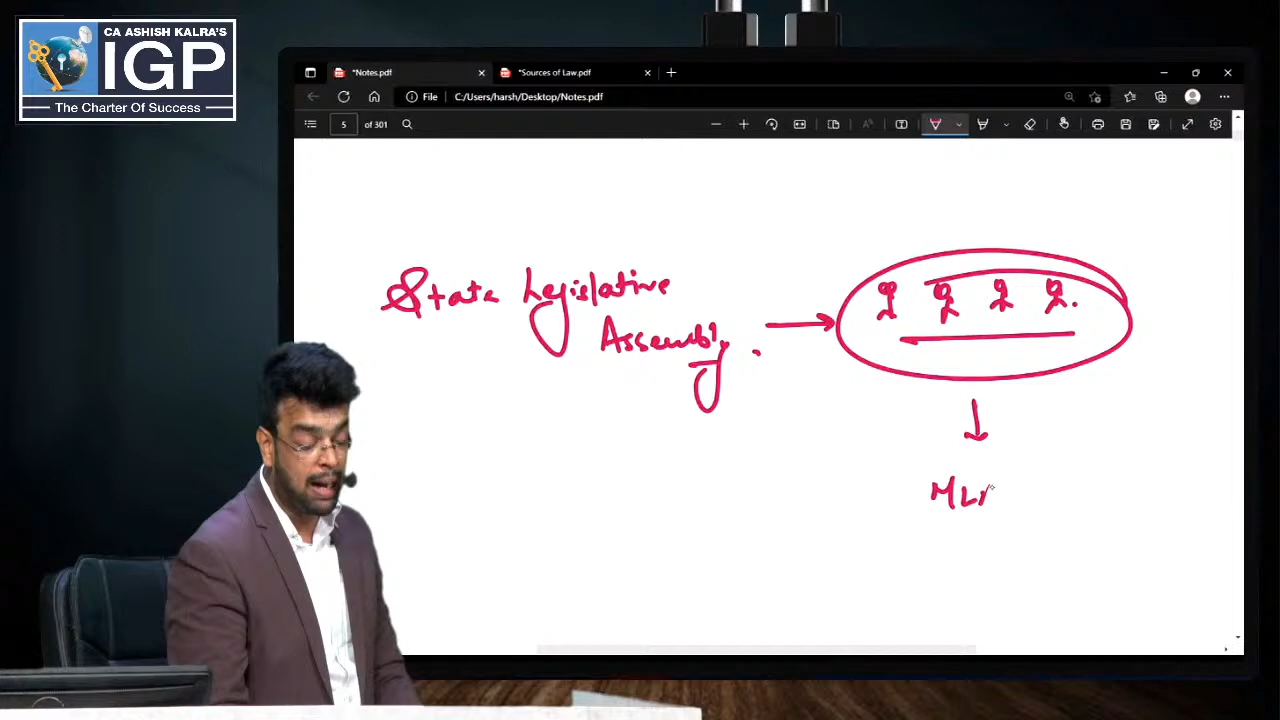 CA ASHISH KALRA'S
IGP
The Charter Of Success
*Notes.pdf
*Sources of Law.pdf
File C:/Users/harsh/Desktop/Notes.pdf
5 of 301
State Legislative
Assembly.
ML